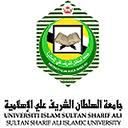 جامعة السلطان الشريف علي الإسلامية
UNIVERSITI ISLAM SULTAN SHARIF ALI
SULTAN SHARIF ALI ISLAMIC UNIVERSITY